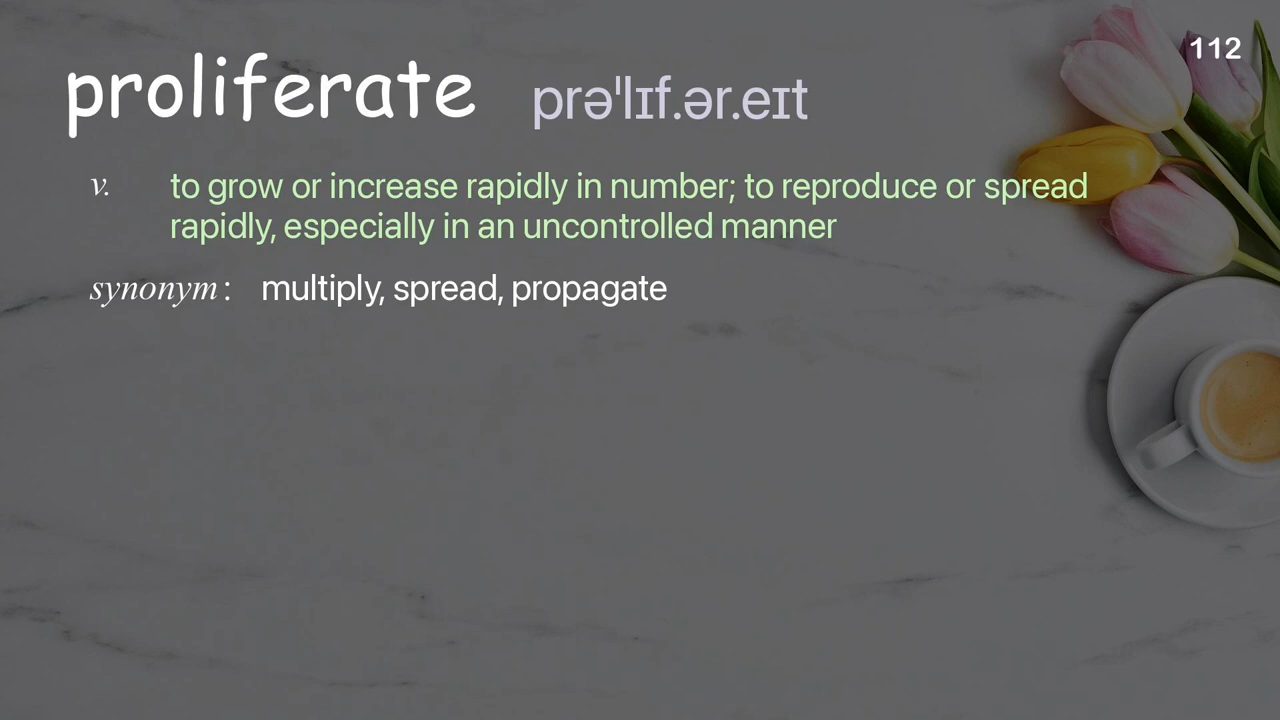 112
proliferate prəˈlɪf.ər.eɪt
v. to grow or increase rapidly in number; to reproduce or spread
rapidly, especially in an uncontrolled manner
synonym: multiply, spread, propagate